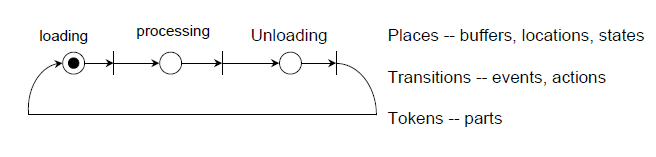 loading
processing
Unloading
Places -- buffers, locations, states
Transitions -- events, actions
Tokens -- parts